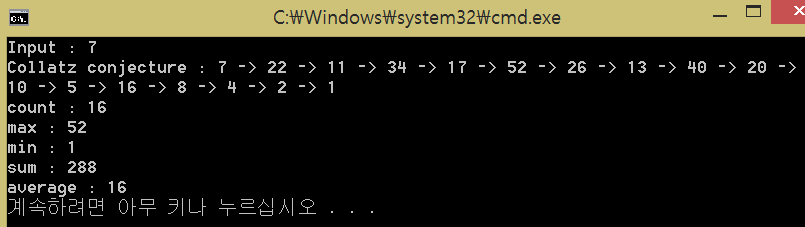 C:\Windows\system32\cmd.exe
Input : 7
Collatz conjecture : 7 -> 22 -> 11 -> 34 -> 17 -> 52 -> 26 -> 13 -> 40 -> 20 ->
10 -> 5 -> 16 -> 8 -> 4 -> 2 -> 1
count : 16
max : 52
min : 1
sum : 288
average : 16
계속하려면 아무 키나 누르십시오 . . .